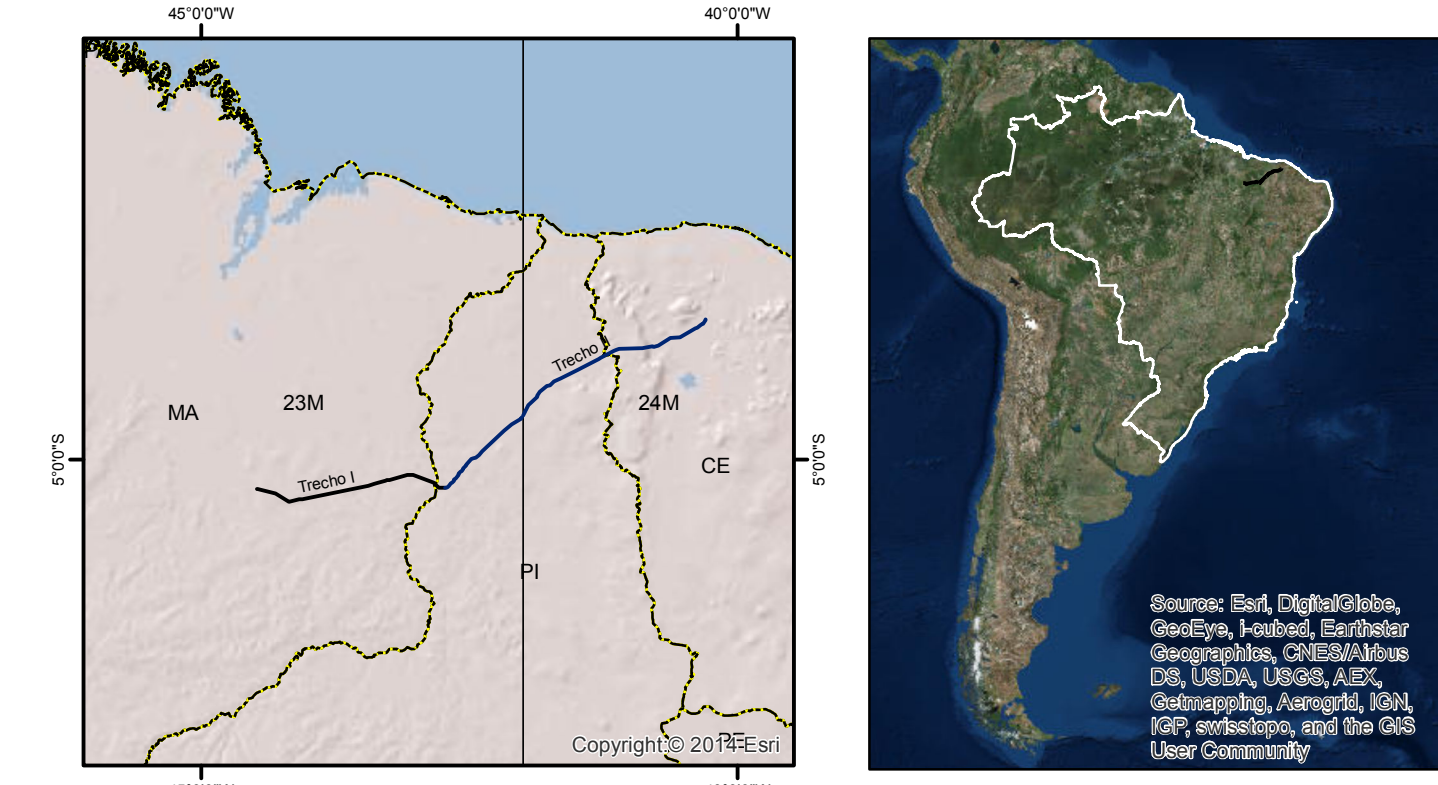 45°0'0"W
40°0'0"W
5°0'0"S
MA
23M
Trecho
24M
CE
Trecho I
PI
Copyright:© 2014 Esri
5°0'0"S
Source: Esri, DigitalGlobe,
GeoEye, i-cubed, Earthstar
Geographics, CNES/Airbus
DS, USDA, USGS, AEX,
Getmapping, Aerogrid, IGN,
IGP, swisstopo, and the GIS
User Community